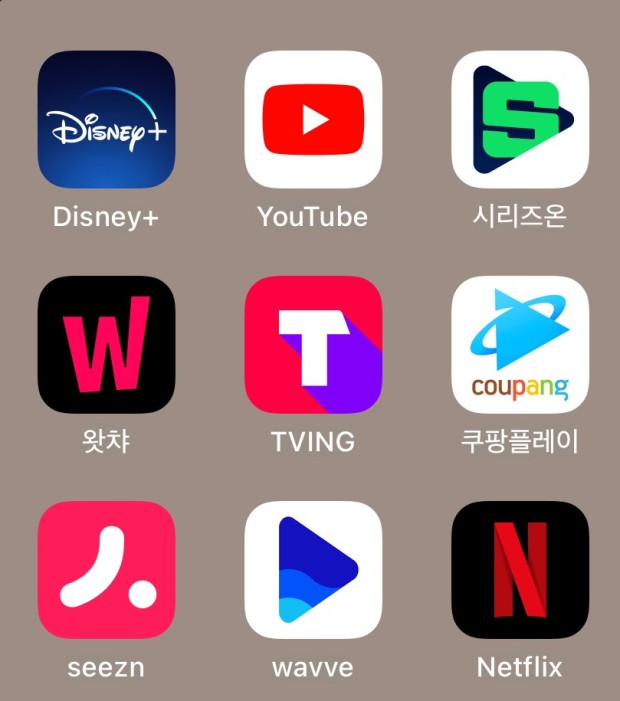 Disney+
YouTube
S
시리즈온
W
왓챠
T
TVING
coupang
쿠팡플레이
seezn
wavve
N
Netflix
Disney+